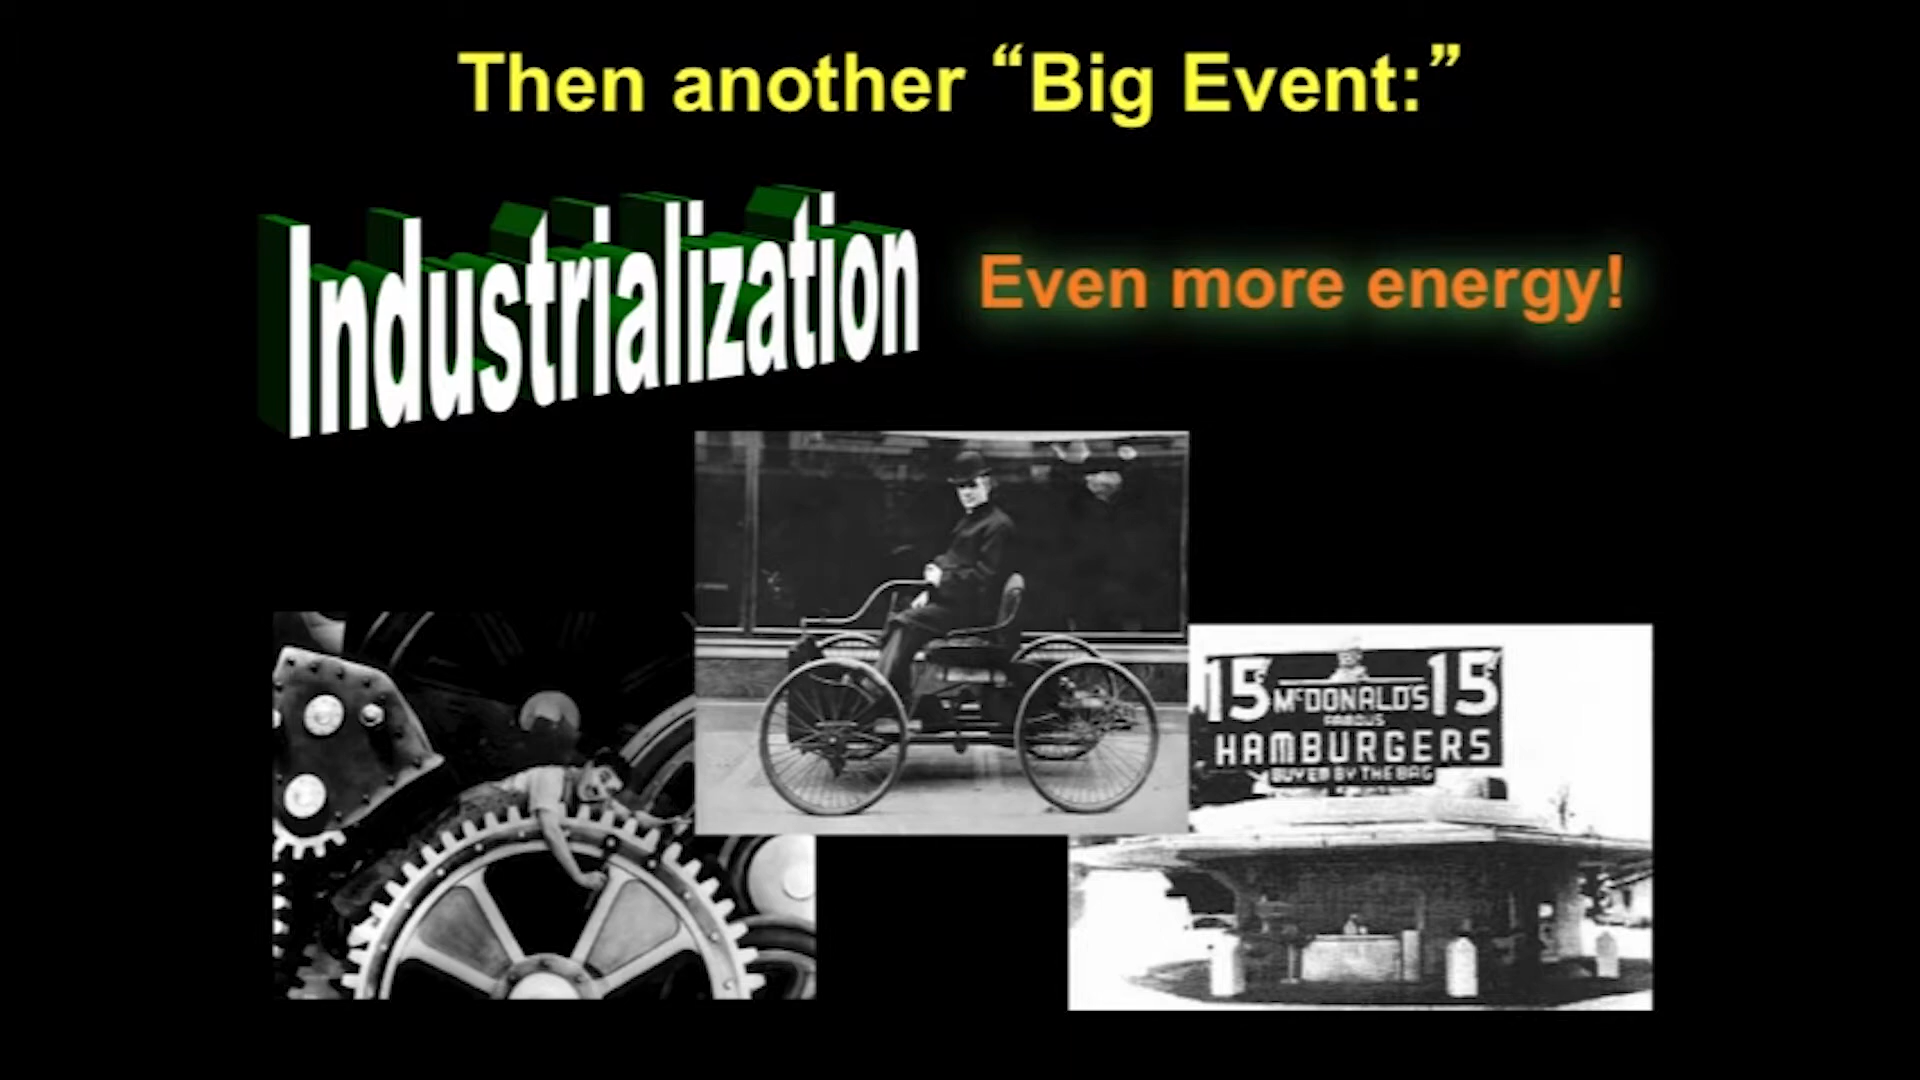 Then another “Big Event:”
Industrialization
Even more energy!
15 McDONALD'S 15
FAMOUS
HAMBURGERS
BUY EM BY THE BAG